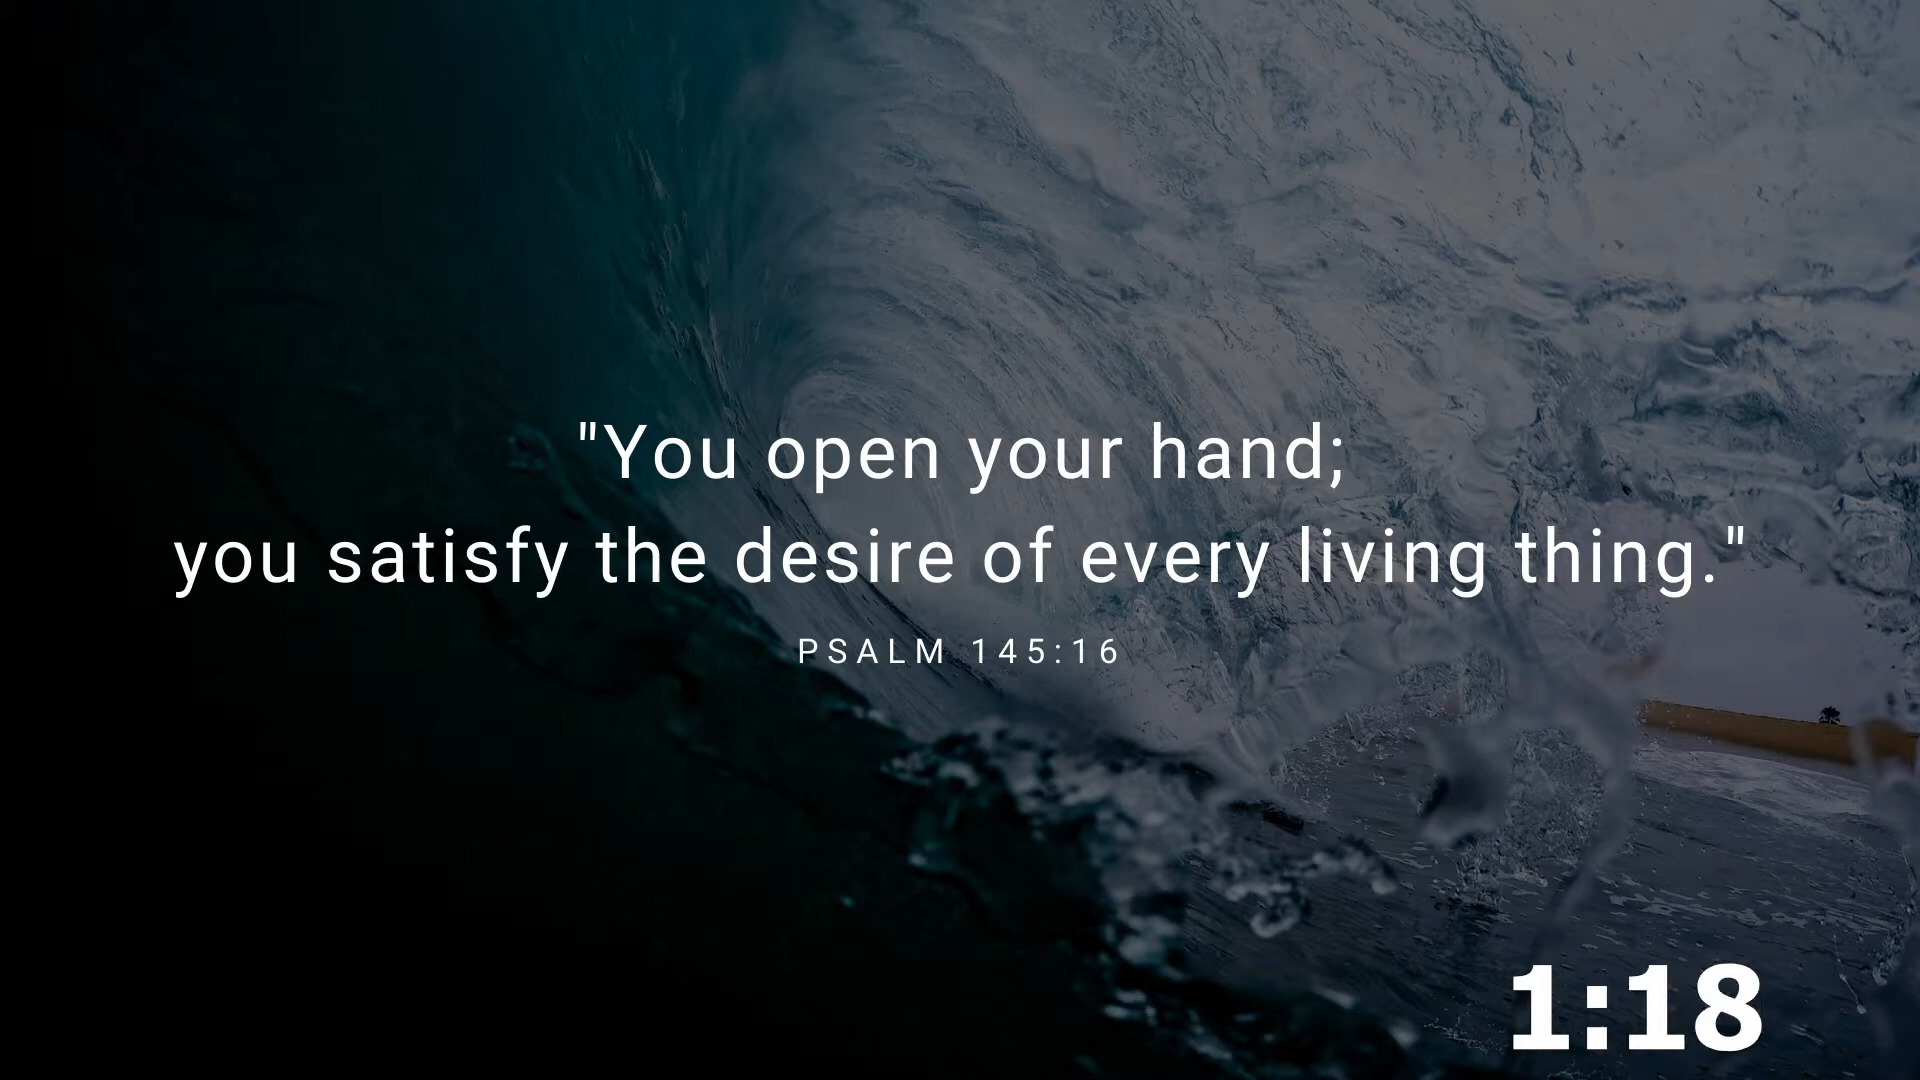 "You open your hand;
you satisfy the desire of every living thing."
PSALM 145:16
1:18